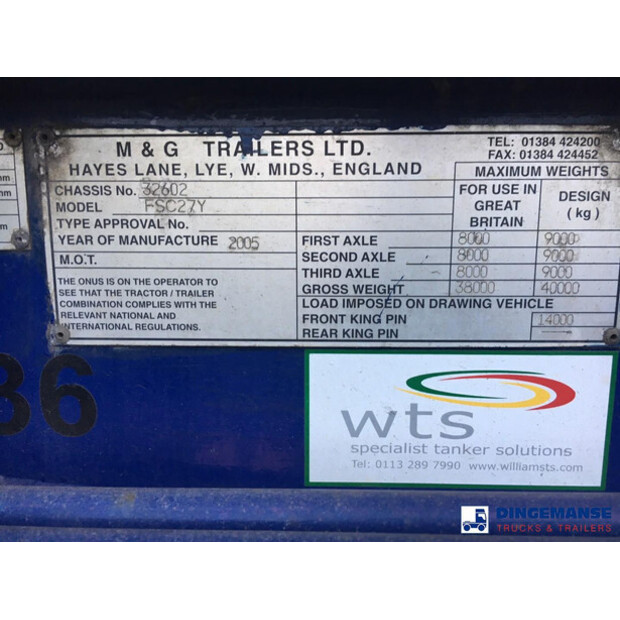 M & G TRAILERS LTD.
HAYES LANE, LYE, W. MIDS., ENGLAND
TEL: 01384 424200
FAX: 01384 424452
CHASSIS No. 32602
MODEL FSC27Y
TYPE APPROVAL No.
YEAR OF MANUFACTURE 2005
M.O.T.
THE ONUS IS ON THE OPERATOR TO
SEE THAT THE TRACTOR / TRAILER
COMBINATION COMPLIES WITH THE
RELEVANT NATIONAL AND
INTERNATIONAL REGULATIONS.
MAXIMUM WEIGHTS
FOR USE IN
GREAT
BRITAIN
DESIGN
( kg )
FIRST AXLE 8000 9000
SECOND AXLE 8000 9000
THIRD AXLE 8000 9000
GROSS WEIGHT 38000 40000
LOAD IMPOSED ON DRAWING VEHICLE
FRONT KING PIN 14000
REAR KING PIN
36
wts
specialist tanker solutions
Tel: 0113 289 7990 www.williamsts.com
DINGEMANSE
TRUCKS & TRAILERS